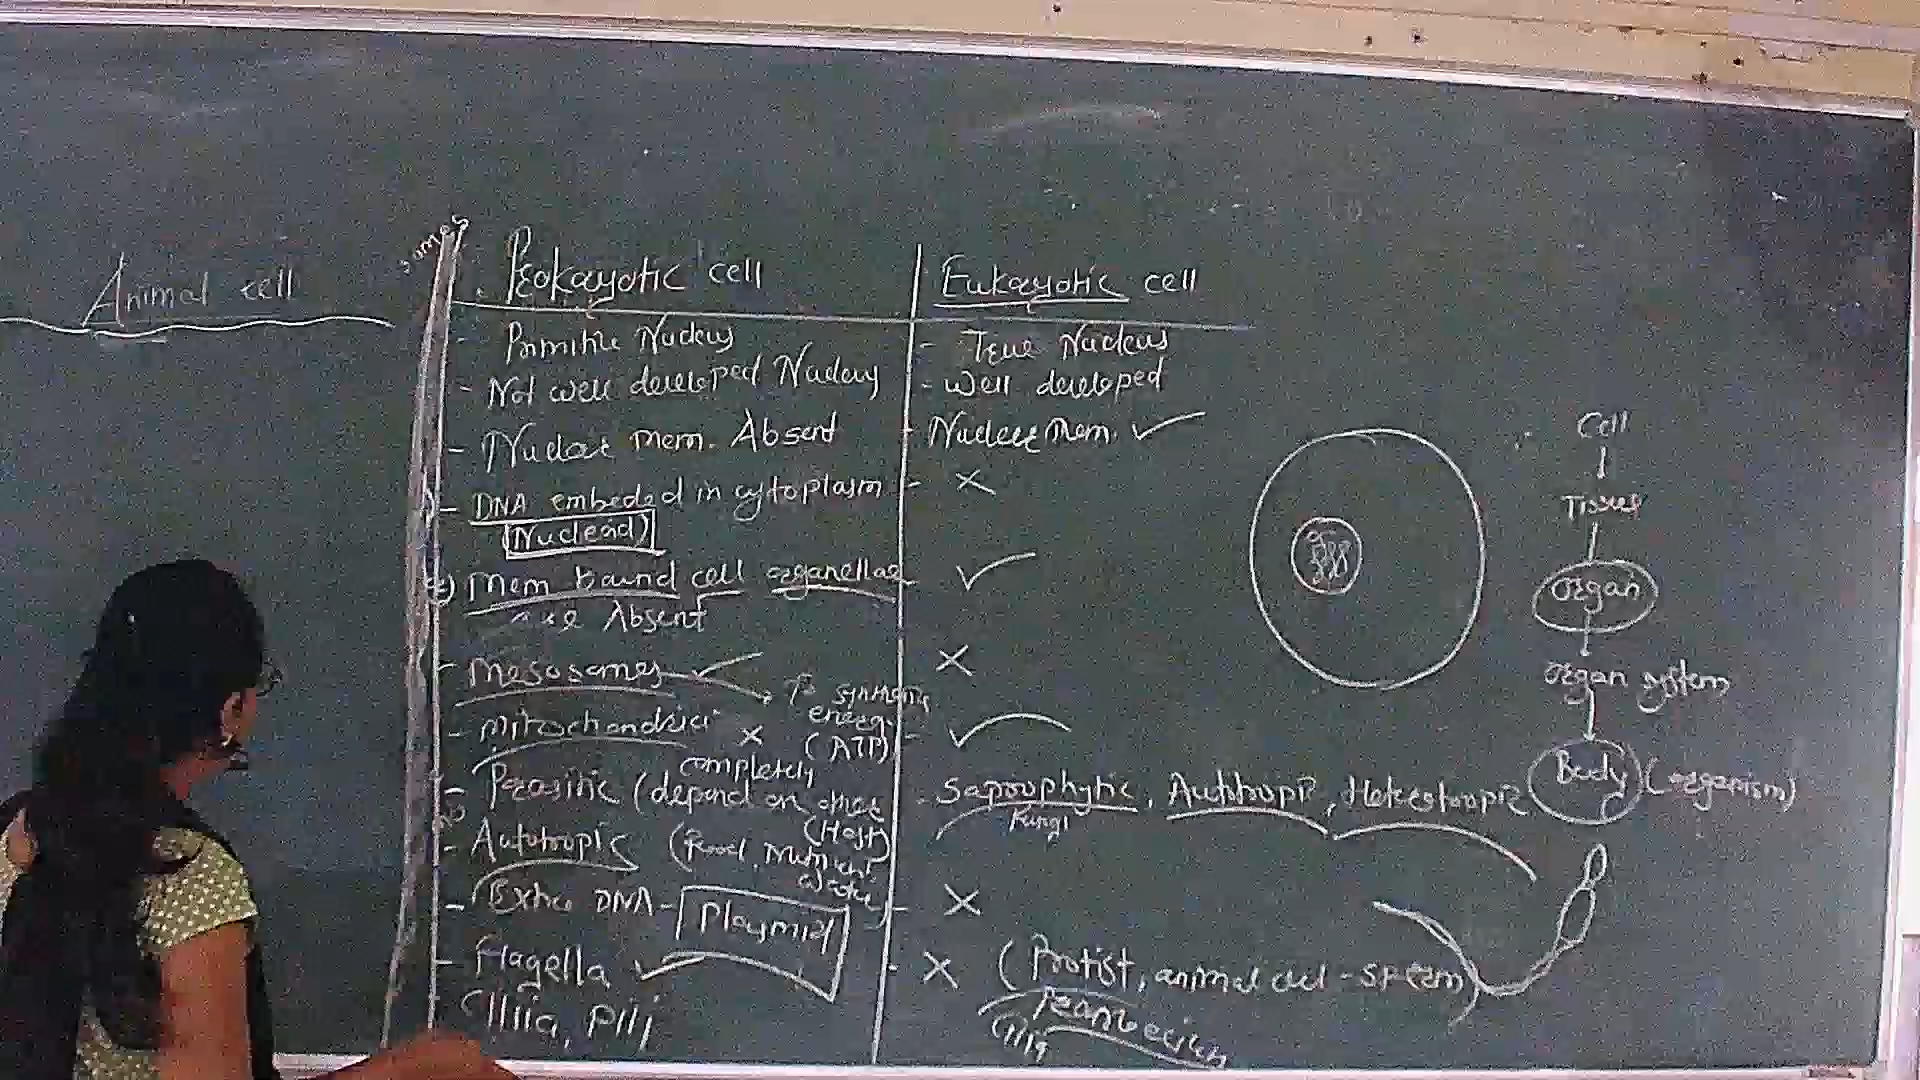 Animal cell
Prokaryotic cell
- Primitive Nucleus
- Not well developed Nucleus
- Nuclear mem. Absent
- DNA embeded in cytoplasm
(Nucleoid)
Mem bound cell organellae
are Absent
- Mesosomes ✓ → synthesis
energy
(ATP)
- Mitochondria ×
completely
- Parasitic (depend on other
(Host)
- Autotropic (Food, Nutrient
- Extra DNA - Plasmid
- Flagella ✓
- Cilia, Pili
Eukaryotic cell
- True Nucleus
- Well developed
- Nuclear Mem. ✓
- ×
✓
×
- ✓
- Saprophytic, Autotropic, Heterotropic
Fungi
- ×
- × (Protist, animal cell - sperm)
Paramecium
Cilia
Cell
Tissue
Organ
Organ system
Body (organism)